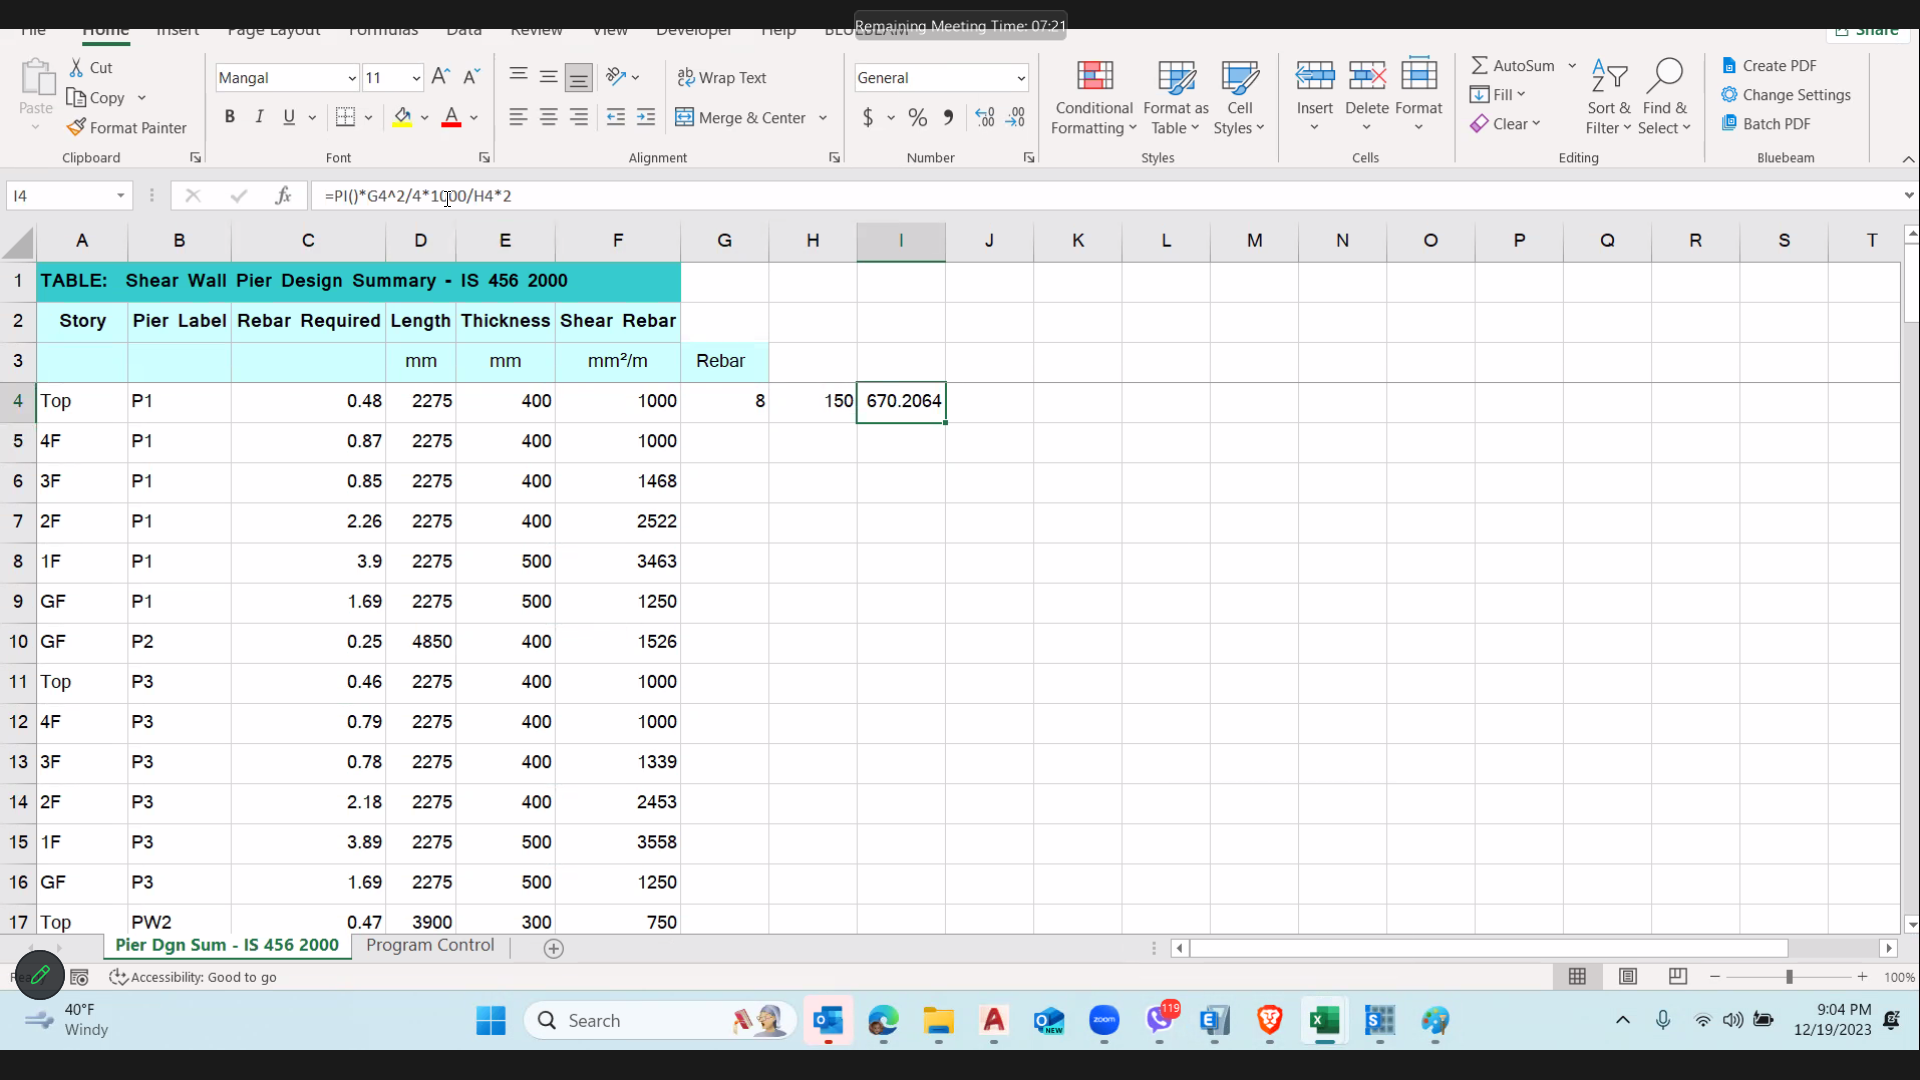 Remaining Meeting Time: 07:21
File Home Insert Page Layout Formulas Data Review View Developer Help BLUEBEAM Share
Paste Cut Copy Format Painter
Mangal 11
Wrap Text
Merge & Center
General
Conditional Formatting Format as Table Cell Styles
Insert Delete Format
AutoSum Fill Clear
Sort & Filter Find & Select
Create PDF
Change Settings
Batch PDF
Clipboard Font Alignment Number Styles Cells Editing Bluebeam
I4 fx =PI()*G4^2/4*1000/H4*2
A B C D E F G H I J K L M N O P Q R S T
1 TABLE: Shear Wall Pier Design Summary - IS 456 2000
2 Story Pier Label Rebar Required Length Thickness Shear Rebar
3 mm mm mm²/m Rebar
4 Top P1 0.48 2275 400 1000 8 150 670.2064
5 4F P1 0.87 2275 400 1000
6 3F P1 0.85 2275 400 1468
7 2F P1 2.26 2275 400 2522
8 1F P1 3.9 2275 500 3463
9 GF P1 1.69 2275 500 1250
10 GF P2 0.25 4850 400 1526
11 Top P3 0.46 2275 400 1000
12 4F P3 0.79 2275 400 1000
13 3F P3 0.78 2275 400 1339
14 2F P3 2.18 2275 400 2453
15 1F P3 3.89 2275 500 3558
16 GF P3 1.69 2275 500 1250
17 Top PW2 0.47 3900 300 750
Pier Dgn Sum - IS 456 2000 Program Control
Accessibility: Good to go 100%
40°F
Windy
Search
NEW
zoom
119
9:04 PM
12/19/2023